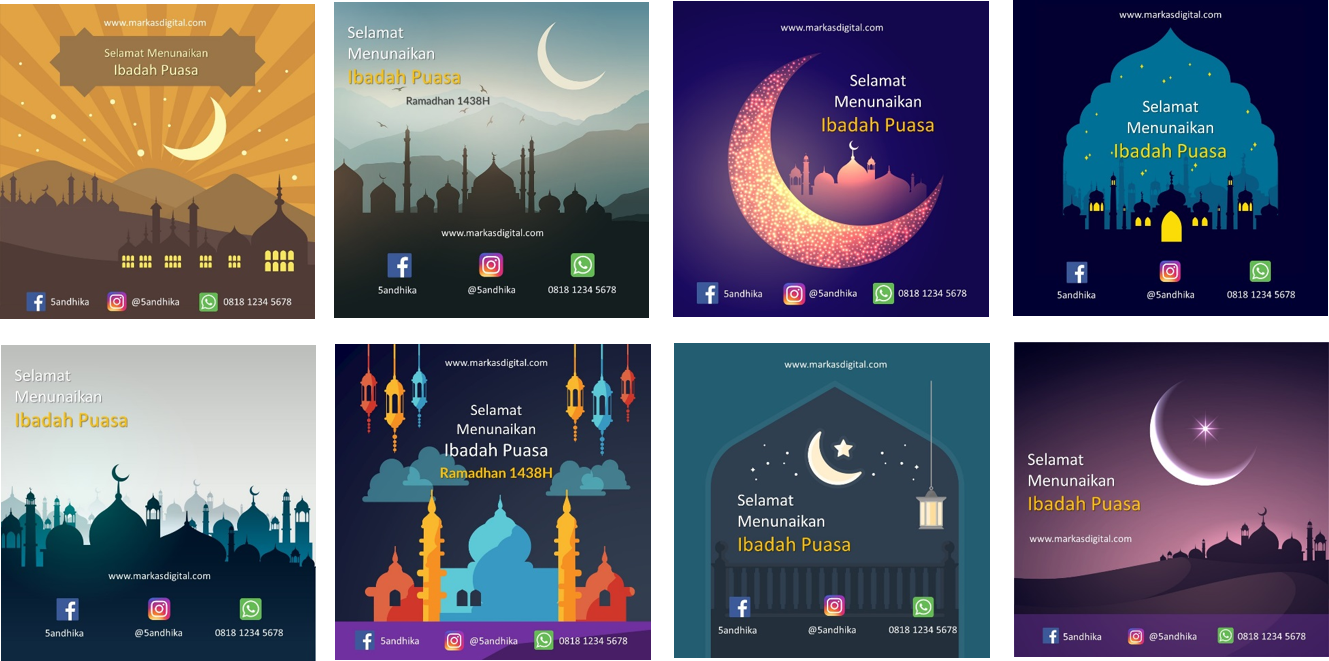 www.markasdigital.com
Selamat Menunaikan
Ibadah Puasa
5andhika
@5andhika
0818 1234 5678
Selamat
Menunaikan
Ibadah Puasa
Ramadhan 1438H
www.markasdigital.com
5andhika
@5andhika
0818 1234 5678
www.markasdigital.com
Selamat
Menunaikan
Ibadah Puasa
5andhika
@5andhika
0818 1234 5678
www.markasdigital.com
Selamat
Menunaikan
Ibadah Puasa
5andhika
@5andhika
0818 1234 5678
Selamat
Menunaikan
Ibadah Puasa
www.markasdigital.com
5andhika
@5andhika
0818 1234 5678
www.markasdigital.com
Selamat
Menunaikan
Ibadah Puasa
Ramadhan 1438H
5andhika
@5andhika
0818 1234 5678
www.markasdigital.com
Selamat
Menunaikan
Ibadah Puasa
5andhika
@5andhika
0818 1234 5678
Selamat
Menunaikan
Ibadah Puasa
www.markasdigital.com
5andhika
@5andhika
0818 1234 5678